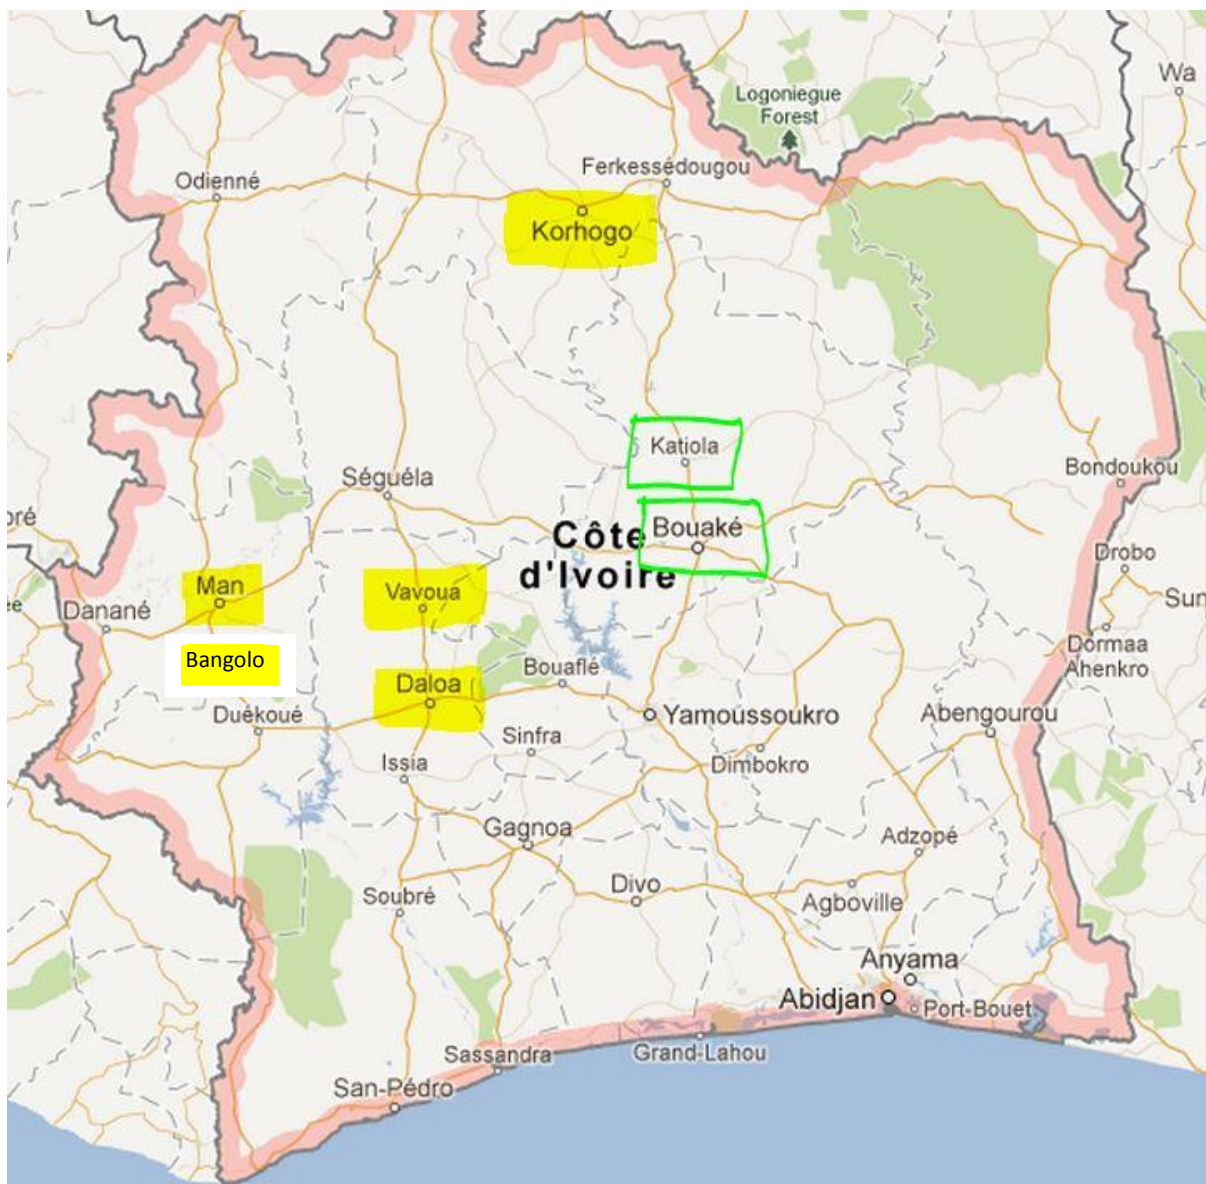 Wa
Logoniegue
Forest
Ferkessédougou
Odienné
Korhogo
Katiola
Bondoukou
Séguéla
oré
Bouaké
Côte
d'Ivoire
Drobo
Man
Vavoua
ee
Danané
Sun
Dormaa
Ahenkro
Bangolo
Bouaflé
Daloa
Duékoué
Yamoussoukro
Abengourou
Sinfra
Issia
Dimbokro
Gagnoa
Adzopé
Divo
Soubré
Agboville
Anyama
Abidjan
Port-Bouet
Sassandra
Grand-Lahou
San-Pédro